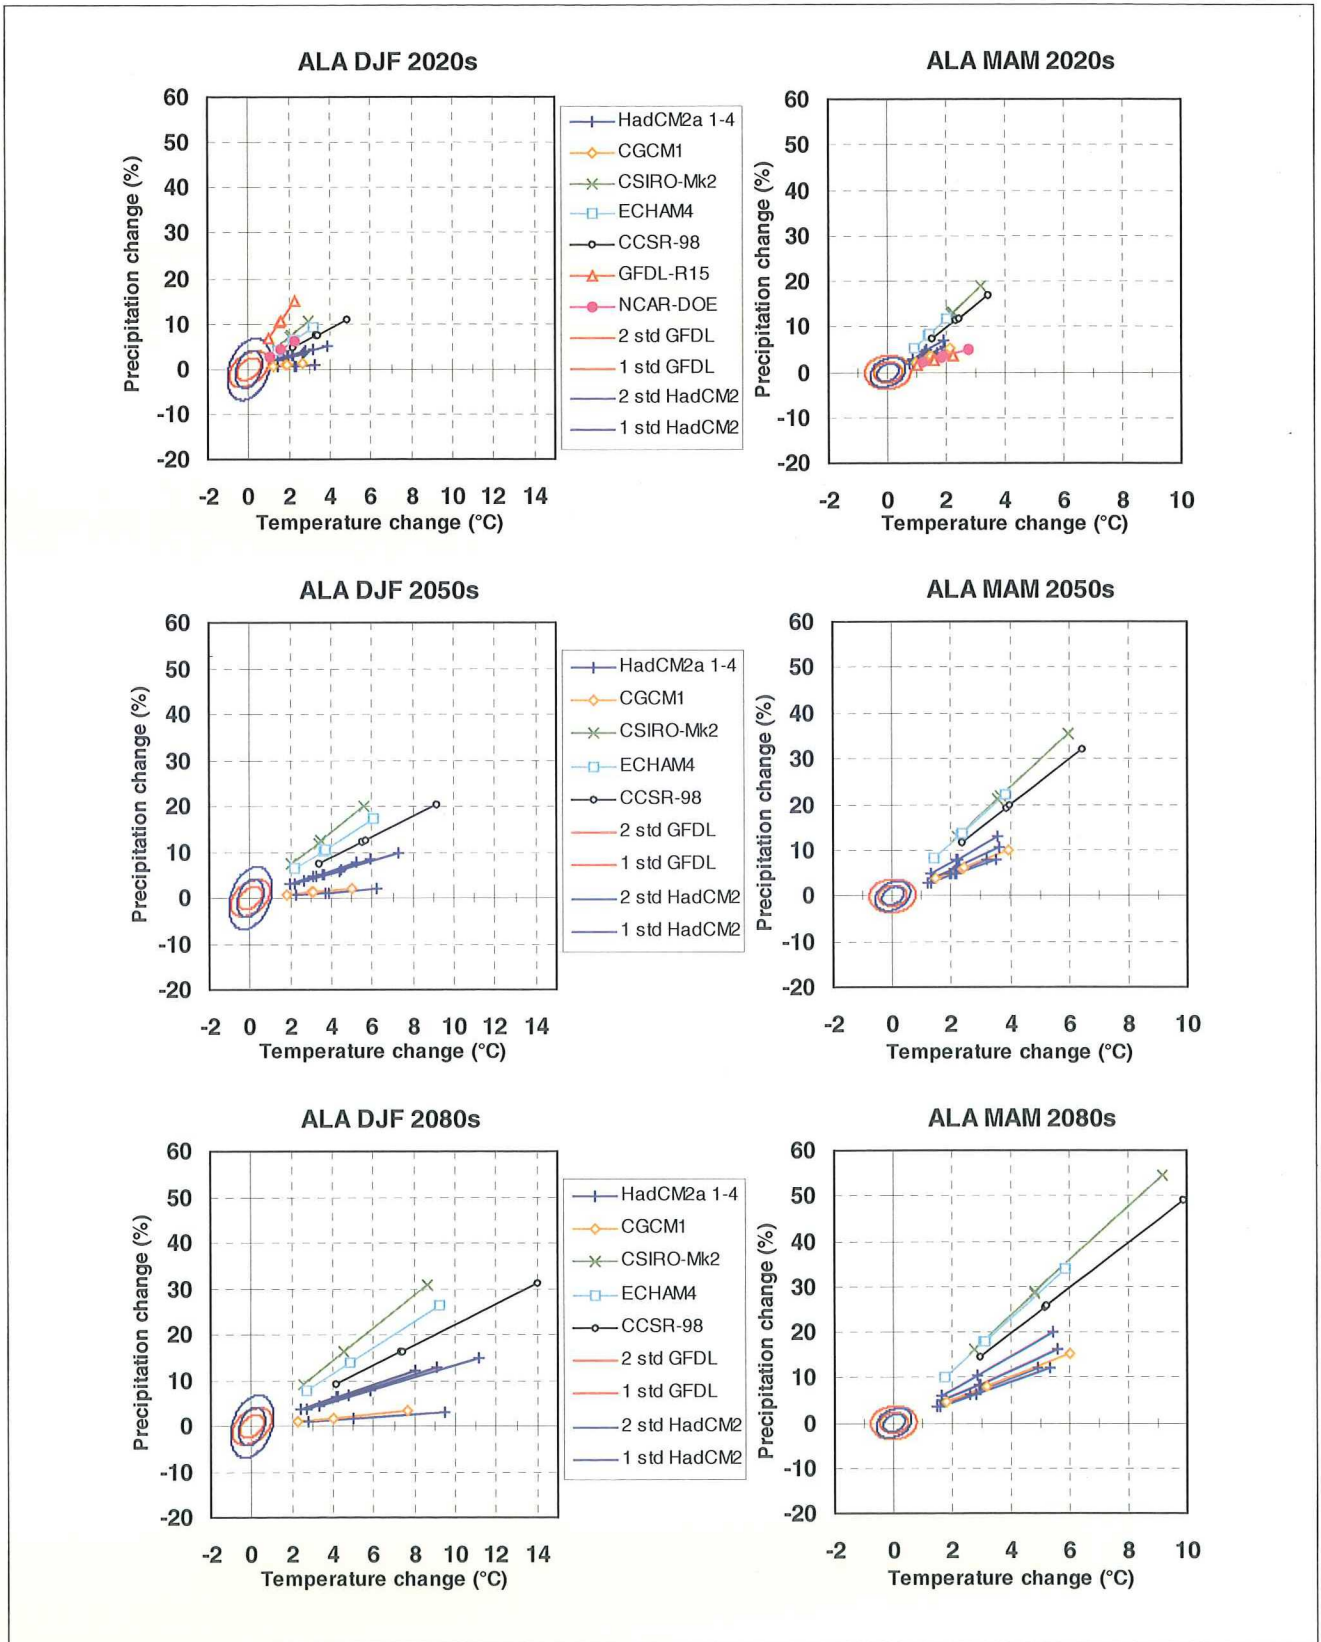 ALA DJF 2020s
60
50
40
30
20
10
0
-10
-20
Precipitation change (%)
-2 0 2 4 6 8 10 12 14
Temperature change (°C)
HadCM2a 1-4
CGCM1
CSIRO-Mk2
ECHAM4
CCSR-98
GFDL-R15
NCAR-DOE
2 std GFDL
1 std GFDL
2 std HadCM2
1 std HadCM2
ALA MAM 2020s
60
50
40
30
20
10
0
-10
-20
Precipitation change (%)
-2 0 2 4 6 8 10
Temperature change (°C)
ALA DJF 2050s
60
50
40
30
20
10
0
-10
-20
Precipitation change (%)
-2 0 2 4 6 8 10 12 14
Temperature change (°C)
HadCM2a 1-4
CGCM1
CSIRO-Mk2
ECHAM4
CCSR-98
2 std GFDL
1 std GFDL
2 std HadCM2
1 std HadCM2
ALA MAM 2050s
60
50
40
30
20
10
0
-10
-20
Precipitation change (%)
-2 0 2 4 6 8 10
Temperature change (°C)
ALA DJF 2080s
60
50
40
30
20
10
0
-10
-20
Precipitation change (%)
-2 0 2 4 6 8 10 12 14
Temperature change (°C)
HadCM2a 1-4
CGCM1
CSIRO-Mk2
ECHAM4
CCSR-98
2 std GFDL
1 std GFDL
2 std HadCM2
1 std HadCM2
ALA MAM 2080s
60
50
40
30
20
10
0
-10
-20
Precipitation change (%)
-2 0 2 4 6 8 10
Temperature change (°C)